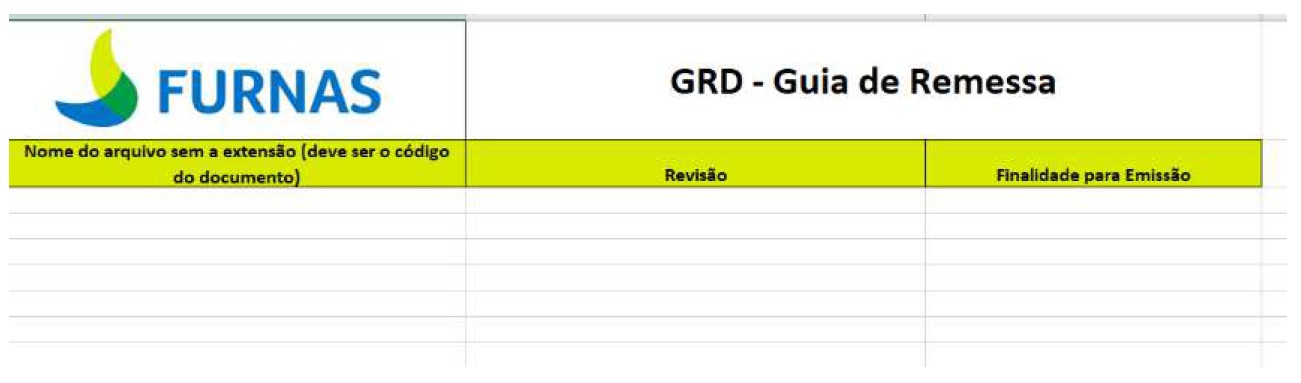 FURNAS
GRD - Guia de Remessa
Nome do arquivo sem a extensão (deve ser o código
do documento)
Revisão
Finalidade para Emissão